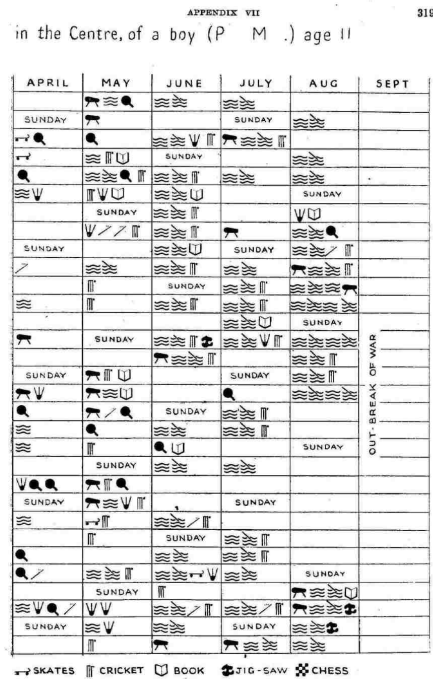 APPENDIX VII 319
in the Centre, of a boy (P M .) age 11
APRIL MAY JUNE JULY AUG SEPT
SUNDAY
SUNDAY
SUNDAY
SUNDAY
SUNDAY SUNDAY
SUNDAY
SUNDAY
SUNDAY
SUNDAY SUNDAY
SUNDAY
SUNDAY
SUNDAY
SUNDAY SUNDAY
SUNDAY
SUNDAY
SUNDAY
SUNDAY SUNDAY
OUT-BREAK OF WAR
SKATES CRICKET BOOK JIG-SAW CHESS